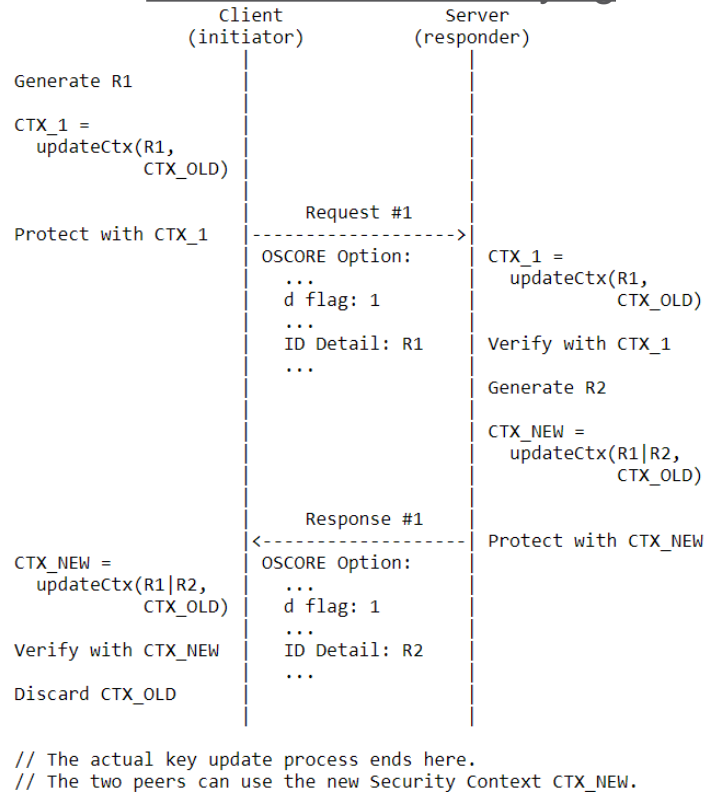 Client Server
(initiator) (responder)
Generate R1
CTX_1 =
updateCtx(R1,
CTX_OLD)
Request #1
Protect with CTX_1 |------------------->|
OSCORE Option: CTX_1 =
... updateCtx(R1,
d flag: 1 CTX_OLD)
...
ID Detail: R1 Verify with CTX_1
...
Generate R2
CTX_NEW =
updateCtx(R1|R2,
CTX_OLD)
Response #1
|<-------------------| Protect with CTX_NEW
CTX_NEW = OSCORE Option:
updateCtx(R1|R2, ...
CTX_OLD) d flag: 1
...
Verify with CTX_NEW ID Detail: R2
...
Discard CTX_OLD
// The actual key update process ends here.
// The two peers can use the new Security Context CTX_NEW.